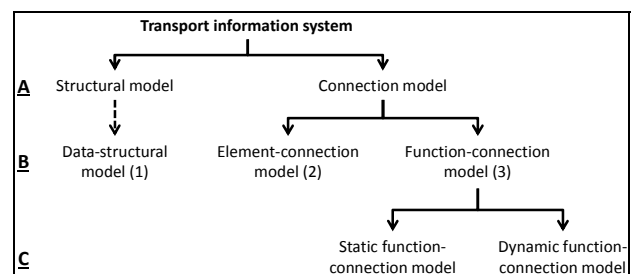 Transport information system
A Structural model Connection model
B Data-structural Element-connection Function-connection
model (1) model (2) model (3)
Static function- Dynamic function-
C connection model connection model